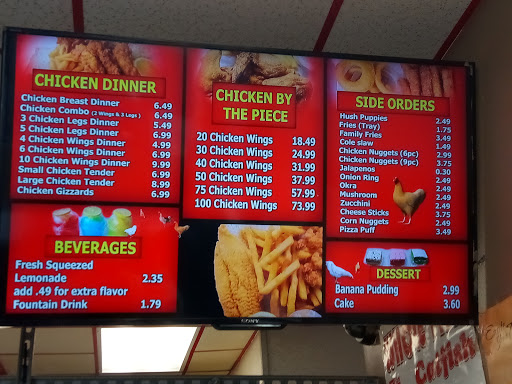 CHICKEN DINNER
Chicken Breast Dinner 6.49
Chicken Combo (2 Wings & 3 Legs) 6.49
3 Chicken Legs Dinner 5.49
5 Chicken Legs Dinner 6.99
4 Chicken Wings Dinner 4.99
6 Chicken Wings Dinner 6.99
10 Chicken Wings Dinner 9.99
Small Chicken Tender 6.99
Large Chicken Tender 8.99
Chicken Gizzards 6.99
BEVERAGES
Fresh Squeezed
Lemonade 2.35
add .49 for extra flavor
Fountain Drink 1.79
CHICKEN BY
THE PIECE
20 Chicken Wings 18.49
30 Chicken Wings 24.99
40 Chicken Wings 31.99
50 Chicken Wings 37.99
75 Chicken Wings 57.99
100 Chicken Wings 73.99
SIDE ORDERS
Hush Puppies 2.49
Fries (Tray) 1.75
Family Fries 3.49
Cole slaw 1.49
Chicken Nuggets (6pc) 2.99
Chicken Nuggets (9pc) 3.75
Jalapenos 0.30
Onion Ring 2.49
Okra 2.49
Mushroom 2.49
Zucchini 2.49
Cheese Sticks 3.75
Corn Nuggets 2.49
Pizza Puff 3.49
DESSERT
Banana Pudding 2.99
Cake 3.60
SONY
Catfish